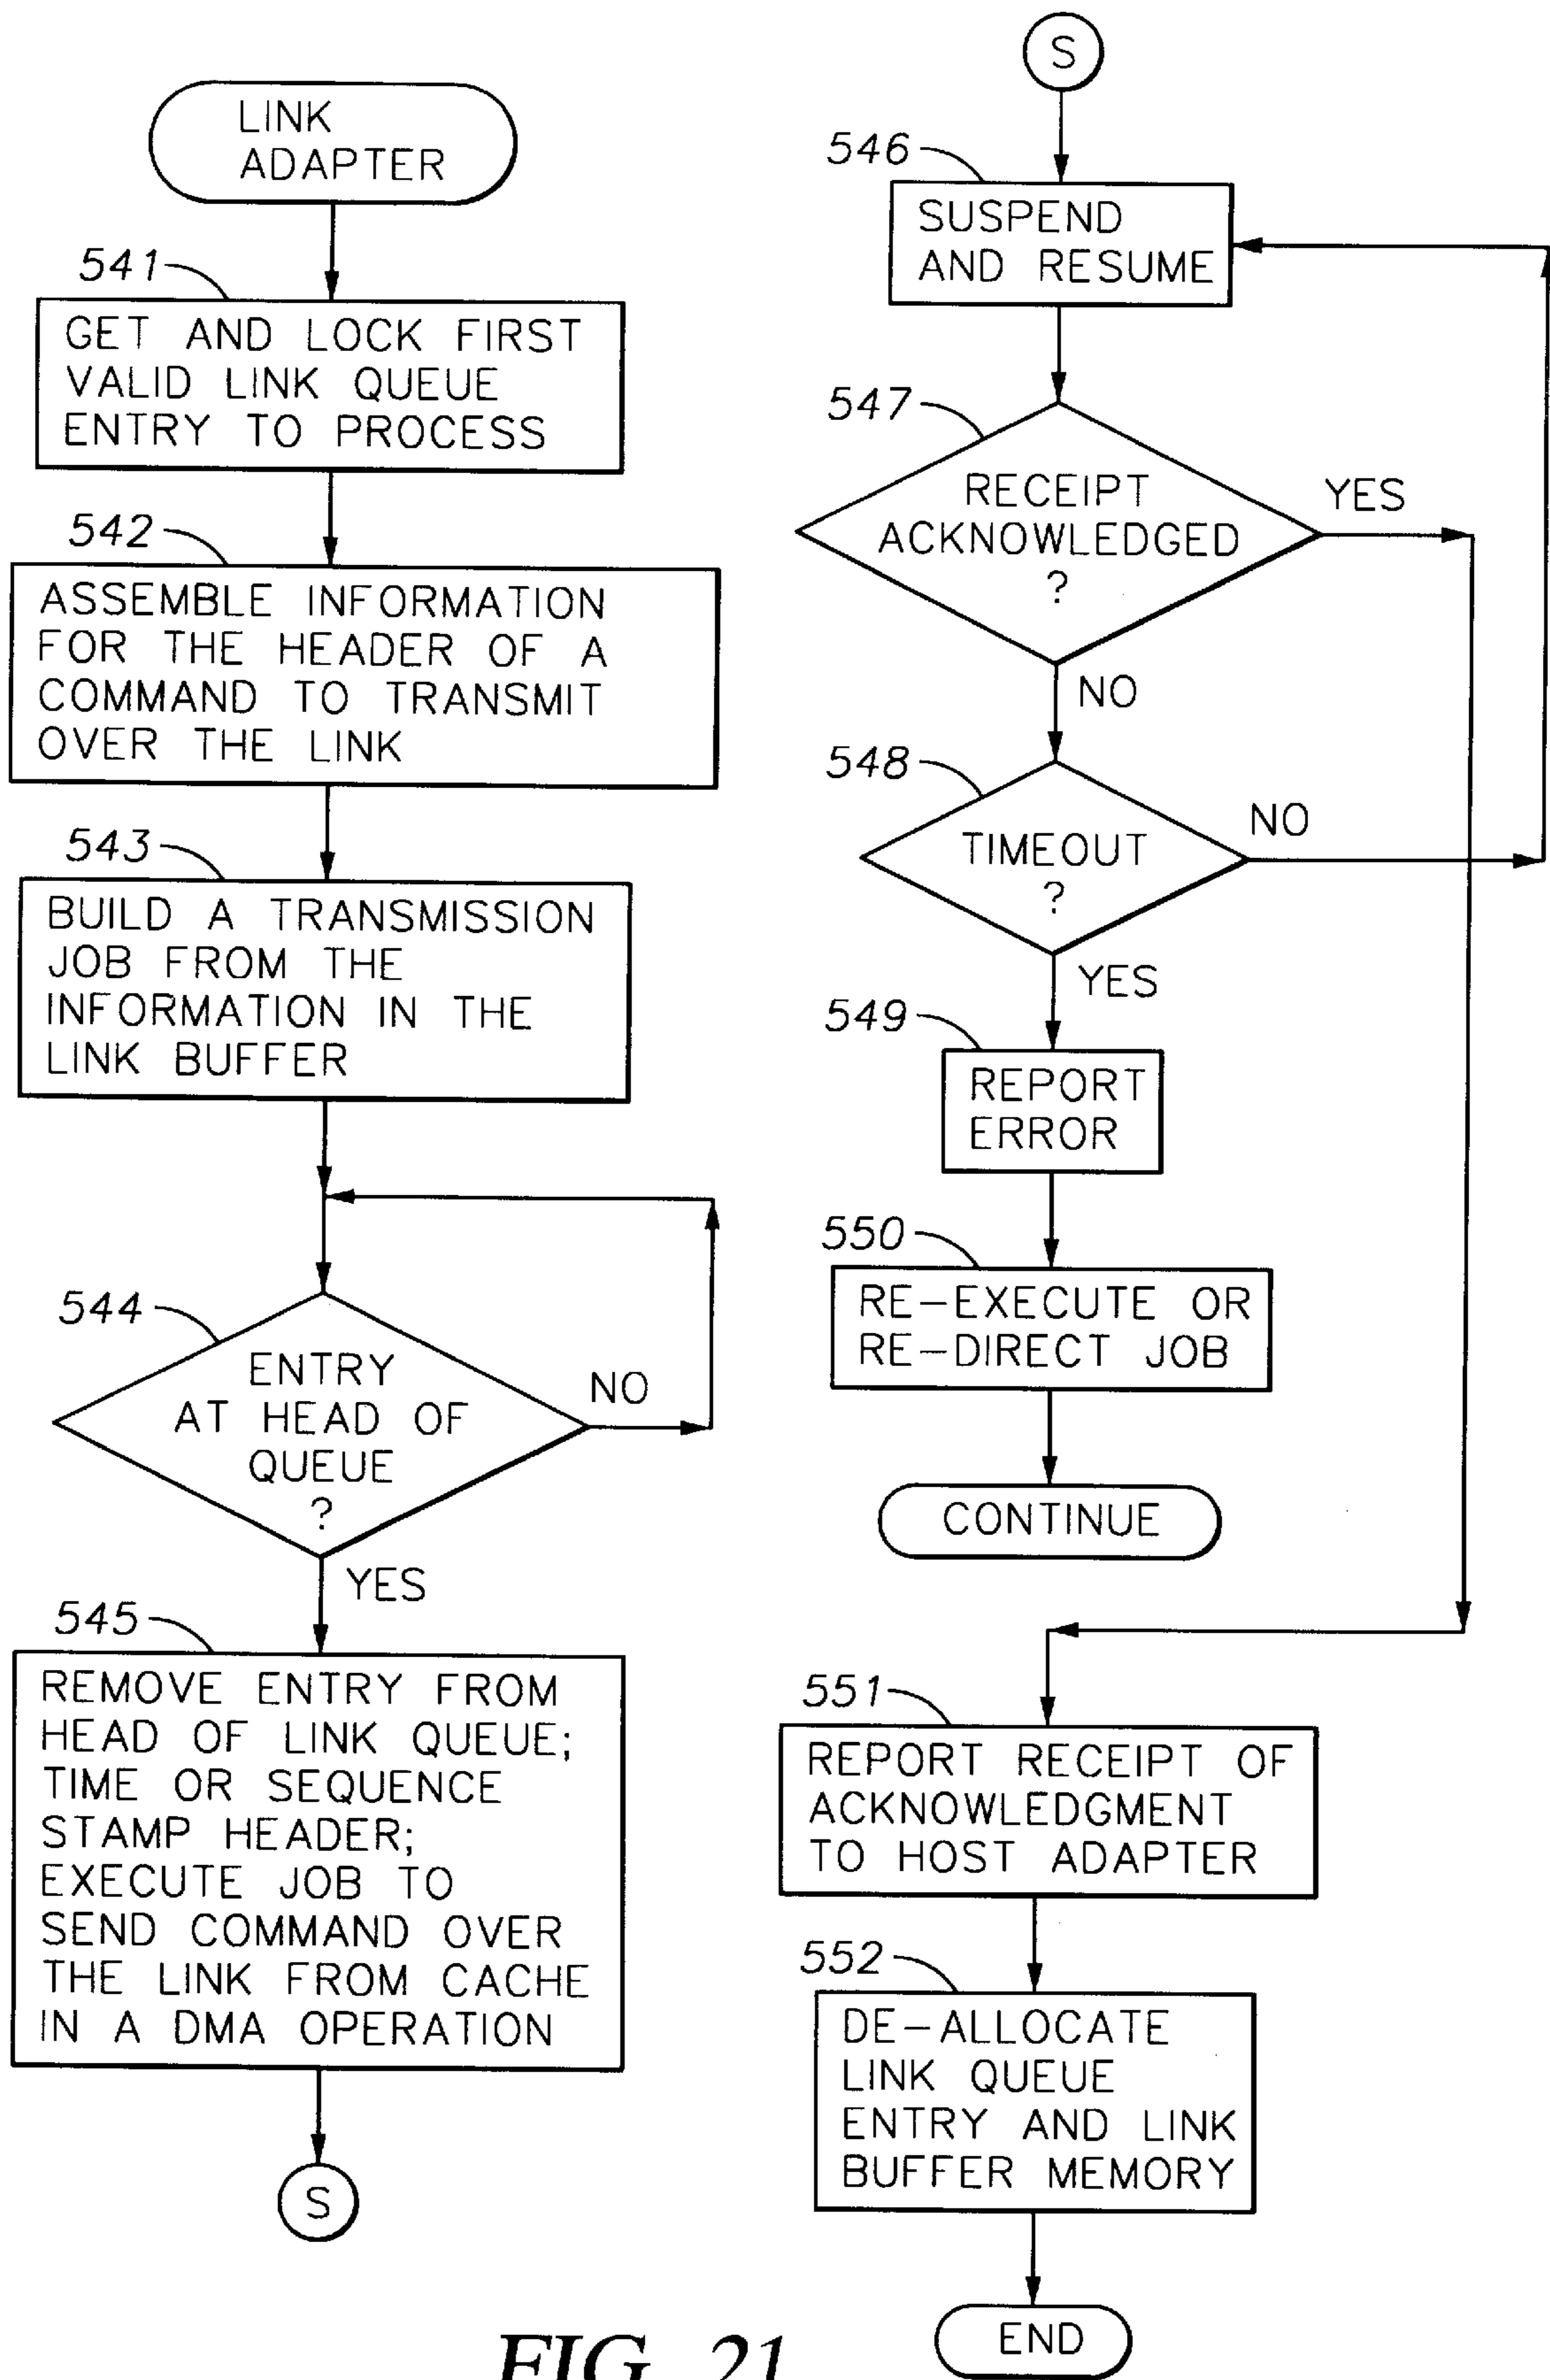 LINK
ADAPTER
541
GET AND LOCK FIRST
VALID LINK QUEUE
ENTRY TO PROCESS
542
ASSEMBLE INFORMATION
FOR THE HEADER OF A
COMMAND TO TRANSMIT
OVER THE LINK
543
BUILD A TRANSMISSION
JOB FROM THE
INFORMATION IN THE
LINK BUFFER
544
ENTRY
AT HEAD OF
QUEUE
?
NO
YES
545
REMOVE ENTRY FROM
HEAD OF LINK QUEUE;
TIME OR SEQUENCE
STAMP HEADER;
EXECUTE JOB TO
SEND COMMAND OVER
THE LINK FROM CACHE
IN A DMA OPERATION
S
S
546
SUSPEND
AND RESUME
547
RECEIPT
ACKNOWLEDGED
?
YES
NO
548
TIMEOUT
?
NO
YES
549
REPORT
ERROR
550
RE-EXECUTE OR
RE-DIRECT JOB
CONTINUE
551
REPORT RECEIPT OF
ACKNOWLEDGMENT
TO HOST ADAPTER
552
DE-ALLOCATE
LINK QUEUE
ENTRY AND LINK
BUFFER MEMORY
END
FIG. 21